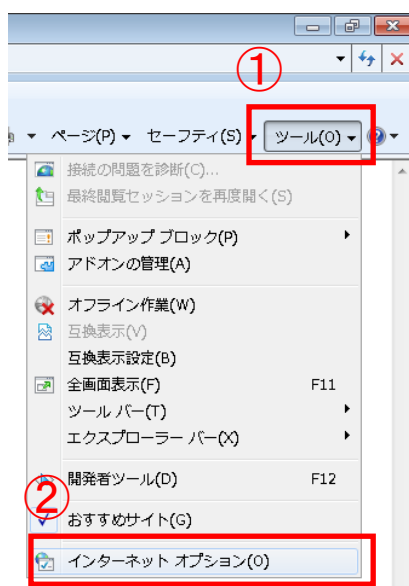 ①
ページ(P) セーフティ(S) ツール(O)
接続の問題を診断(C)...
最終閲覧セッションを再度開く(S)
ポップアップ ブロック(P)
アドオンの管理(A)
オフライン作業(W)
互換表示(V)
互換表示設定(B)
全画面表示(F) F11
ツール バー(T)
エクスプローラー バー(X)
開発者ツール(D) F12
②
おすすめサイト(G)
インターネット オプション(O)